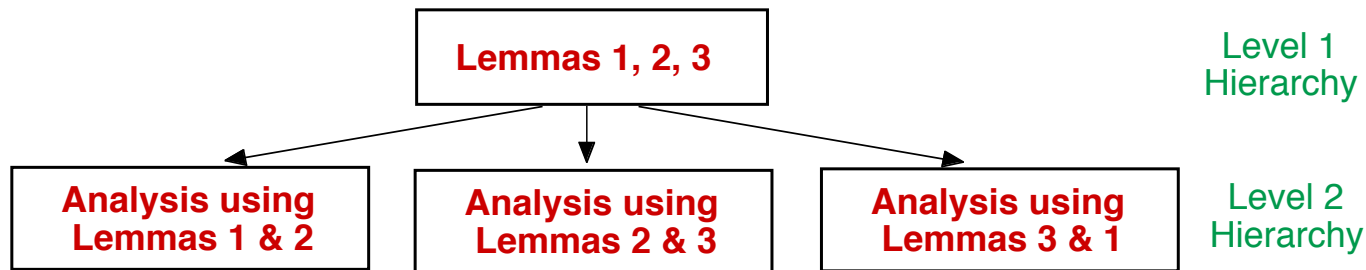 Lemmas 1, 2, 3
Level 1
Hierarchy
Analysis using
Lemmas 1 & 2
Analysis using
Lemmas 2 & 3
Analysis using
Lemmas 3 & 1
Level 2
Hierarchy